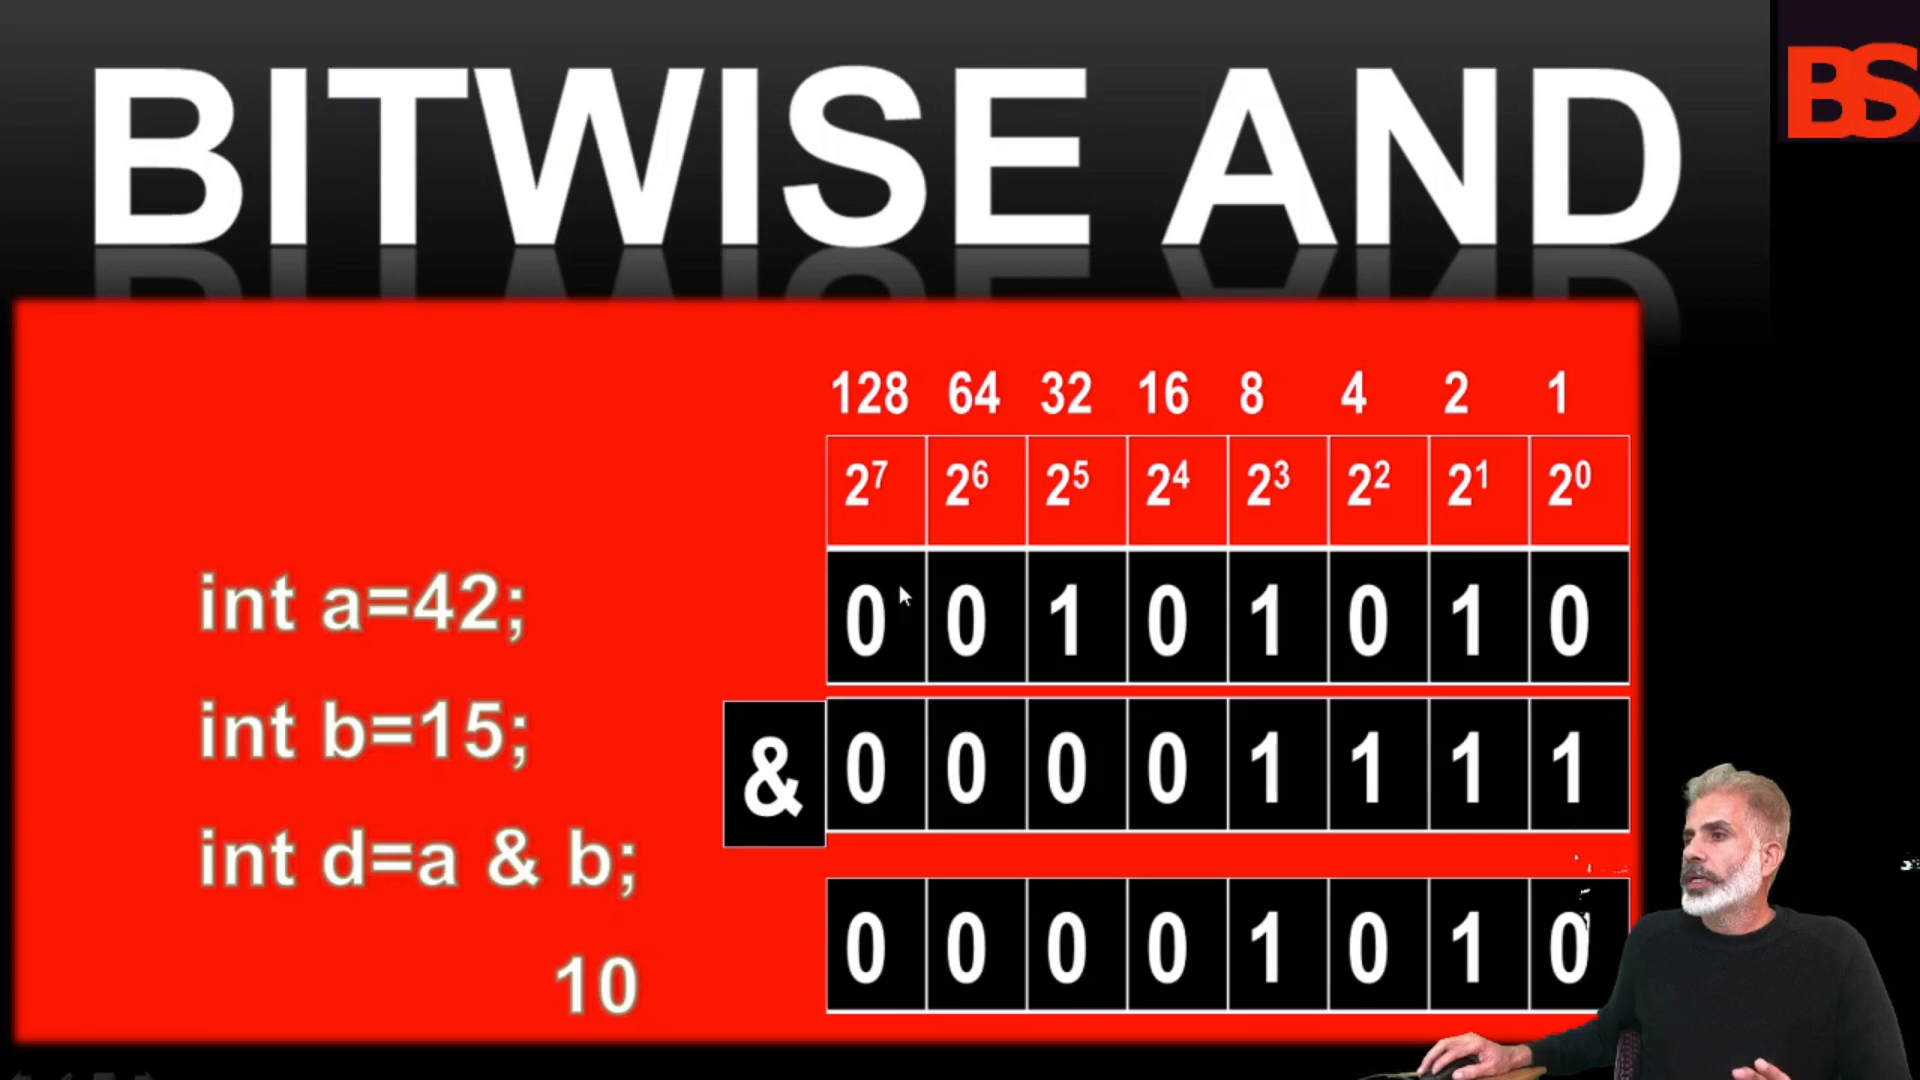 BITWISE AND
BS
128 64 32 16 8 4 2 1
2⁷ 2⁶ 2⁵ 2⁴ 2³ 2² 2¹ 2⁰
int a=42;
0 0 1 0 1 0 1 0
int b=15;
& 0 0 0 0 1 1 1 1
int d=a & b;
0 0 0 0 1 0 1 0
10